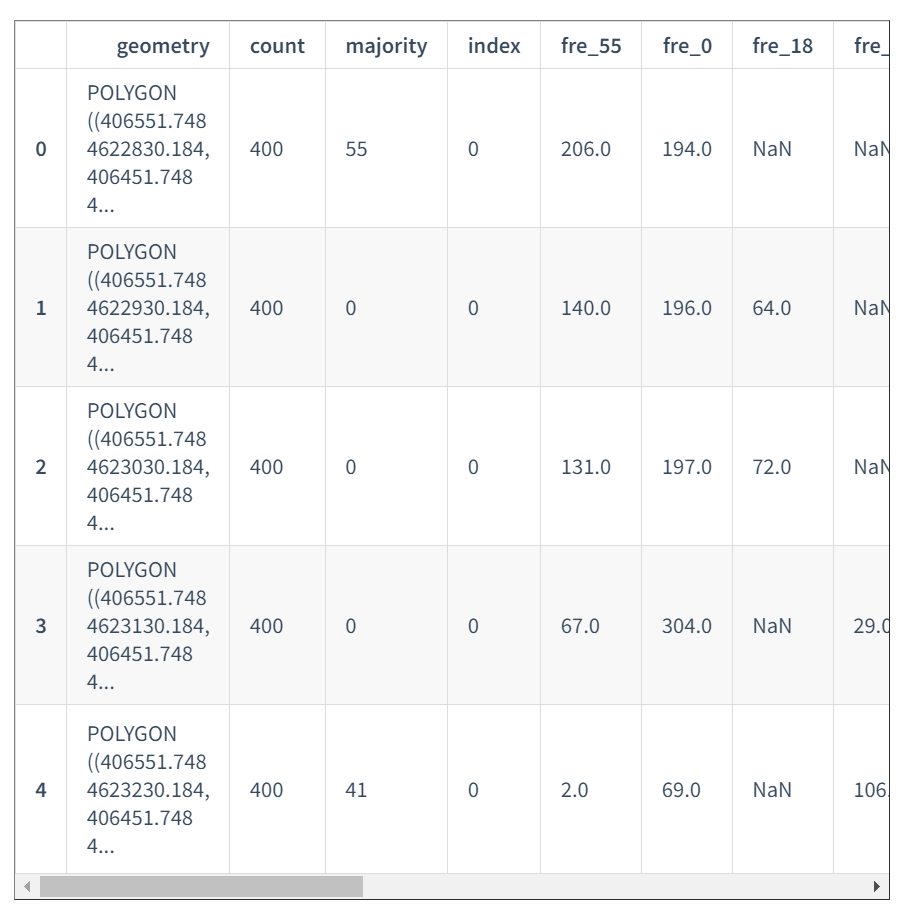 geometry count majority index fre_55 fre_0 fre_18 fre_
POLYGON
((406551.748
0 4622830.184, 400 55 0 206.0 194.0 NaN NaN
406451.748
4...
POLYGON
((406551.748
1 4622930.184, 400 0 0 140.0 196.0 64.0 NaN
406451.748
4...
POLYGON
((406551.748
2 4623030.184, 400 0 0 131.0 197.0 72.0 NaN
406451.748
4...
POLYGON
((406551.748
3 4623130.184, 400 0 0 67.0 304.0 NaN 29.0
406451.748
4...
POLYGON
((406551.748
4 4623230.184, 400 41 0 2.0 69.0 NaN 106.
406451.748
4...